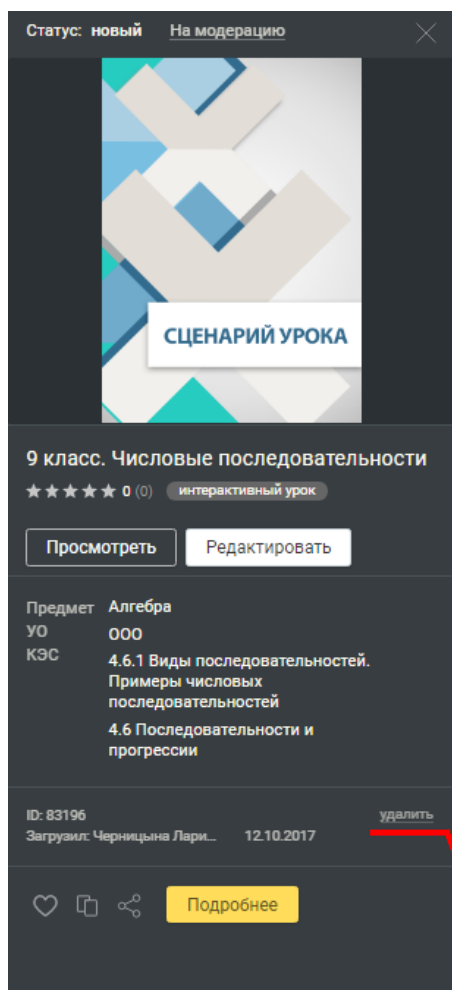 Статус: новый На модерацию
СЦЕНАРИЙ УРОКА
9 класс. Числовые последовательности
0 (0) интерактивный урок
Просмотреть Редактировать
Предмет Алгебра
УО ООО
КЭС 4.6.1 Виды последовательностей.
Примеры числовых
последовательностей
4.6 Последовательности и
прогрессии
ID: 83196 удалить
Загрузил: Черницына Лари... 12.10.2017
Подробнее